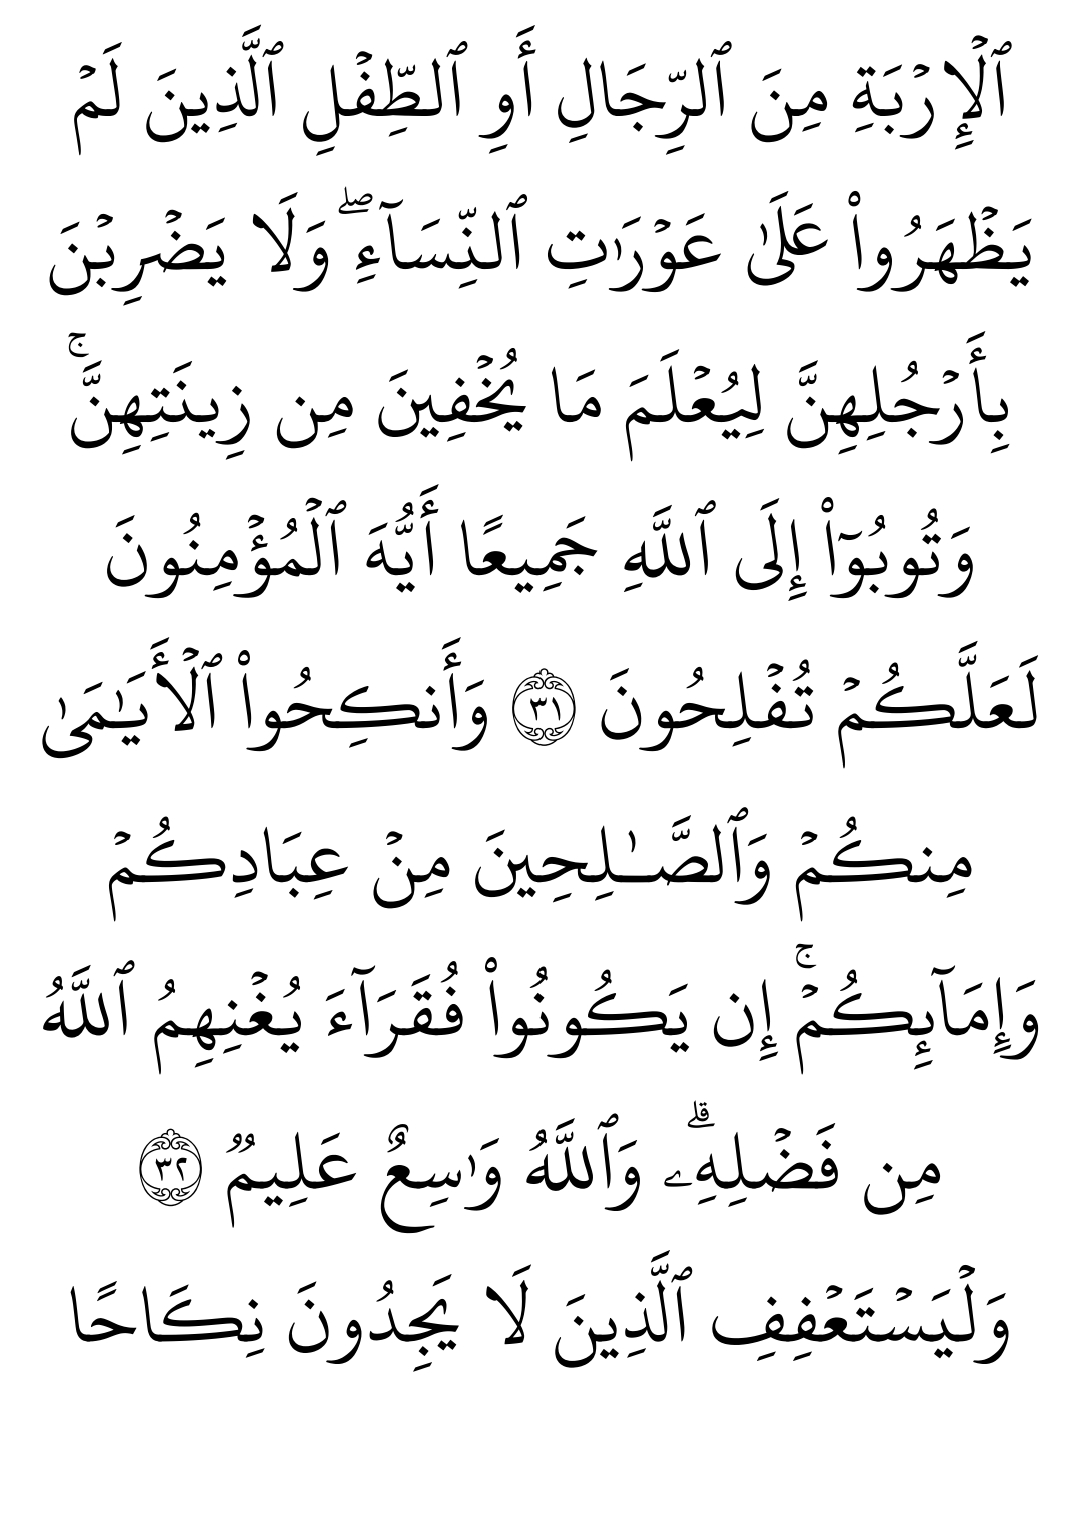 ٱلۡإِرۡبَةِ مِنَ ٱلرِّجَالِ أَوِ ٱلطِّفۡلِ ٱلَّذِينَ لَمۡ
يَظۡهَرُواْ عَلَىٰ عَوۡرَٰتِ ٱلنِّسَآءِۖ وَلَا يَضۡرِبۡنَ
بِأَرۡجُلِهِنَّ لِيُعۡلَمَ مَا يُخۡفِينَ مِن زِينَتِهِنَّۚ
وَتُوبُوٓاْ إِلَى ٱللَّهِ جَمِيعًا أَيُّهَ ٱلۡمُؤۡمِنُونَ
لَعَلَّكُمۡ تُفۡلِحُونَ ۝٣١ وَأَنكِحُواْ ٱلۡأَيَٰمَىٰ
مِنكُمۡ وَٱلصَّٰلِحِينَ مِنۡ عِبَادِكُمۡ
وَإِمَآئِكُمۡۚ إِن يَكُونُواْ فُقَرَآءَ يُغۡنِهِمُ ٱللَّهُ
مِن فَضۡلِهِۦۗ وَٱللَّهُ وَٰسِعٌ عَلِيمٞ ۝٣٢
وَلۡيَسۡتَعۡفِفِ ٱلَّذِينَ لَا يَجِدُونَ نِكَاحًا